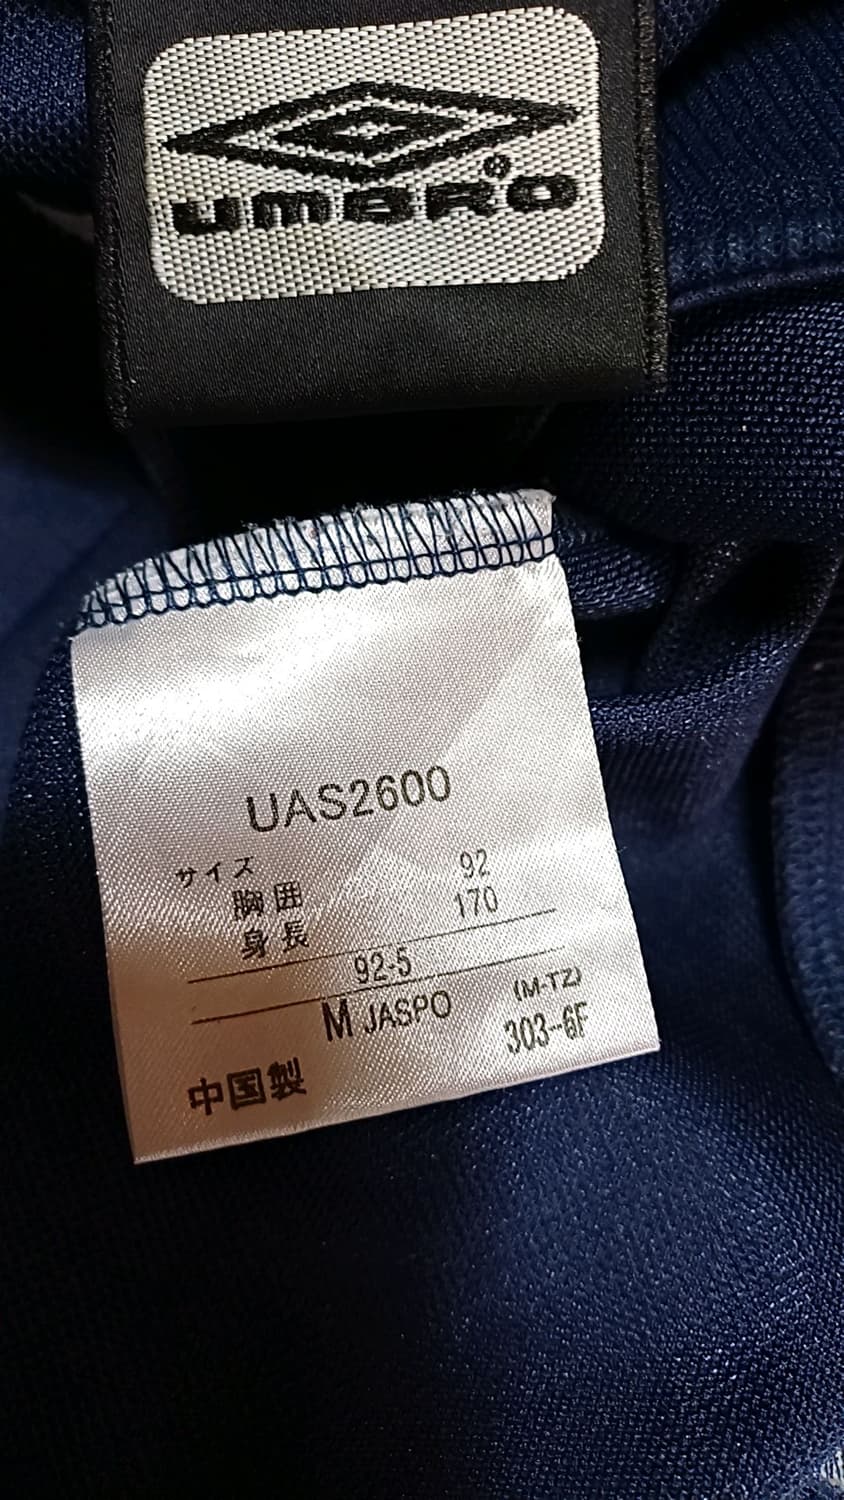 UMBRO®
UAS2600
サイズ
胸囲 92
身長 170
92-5
M JASPO (M-TZ)
中国製 303-6F